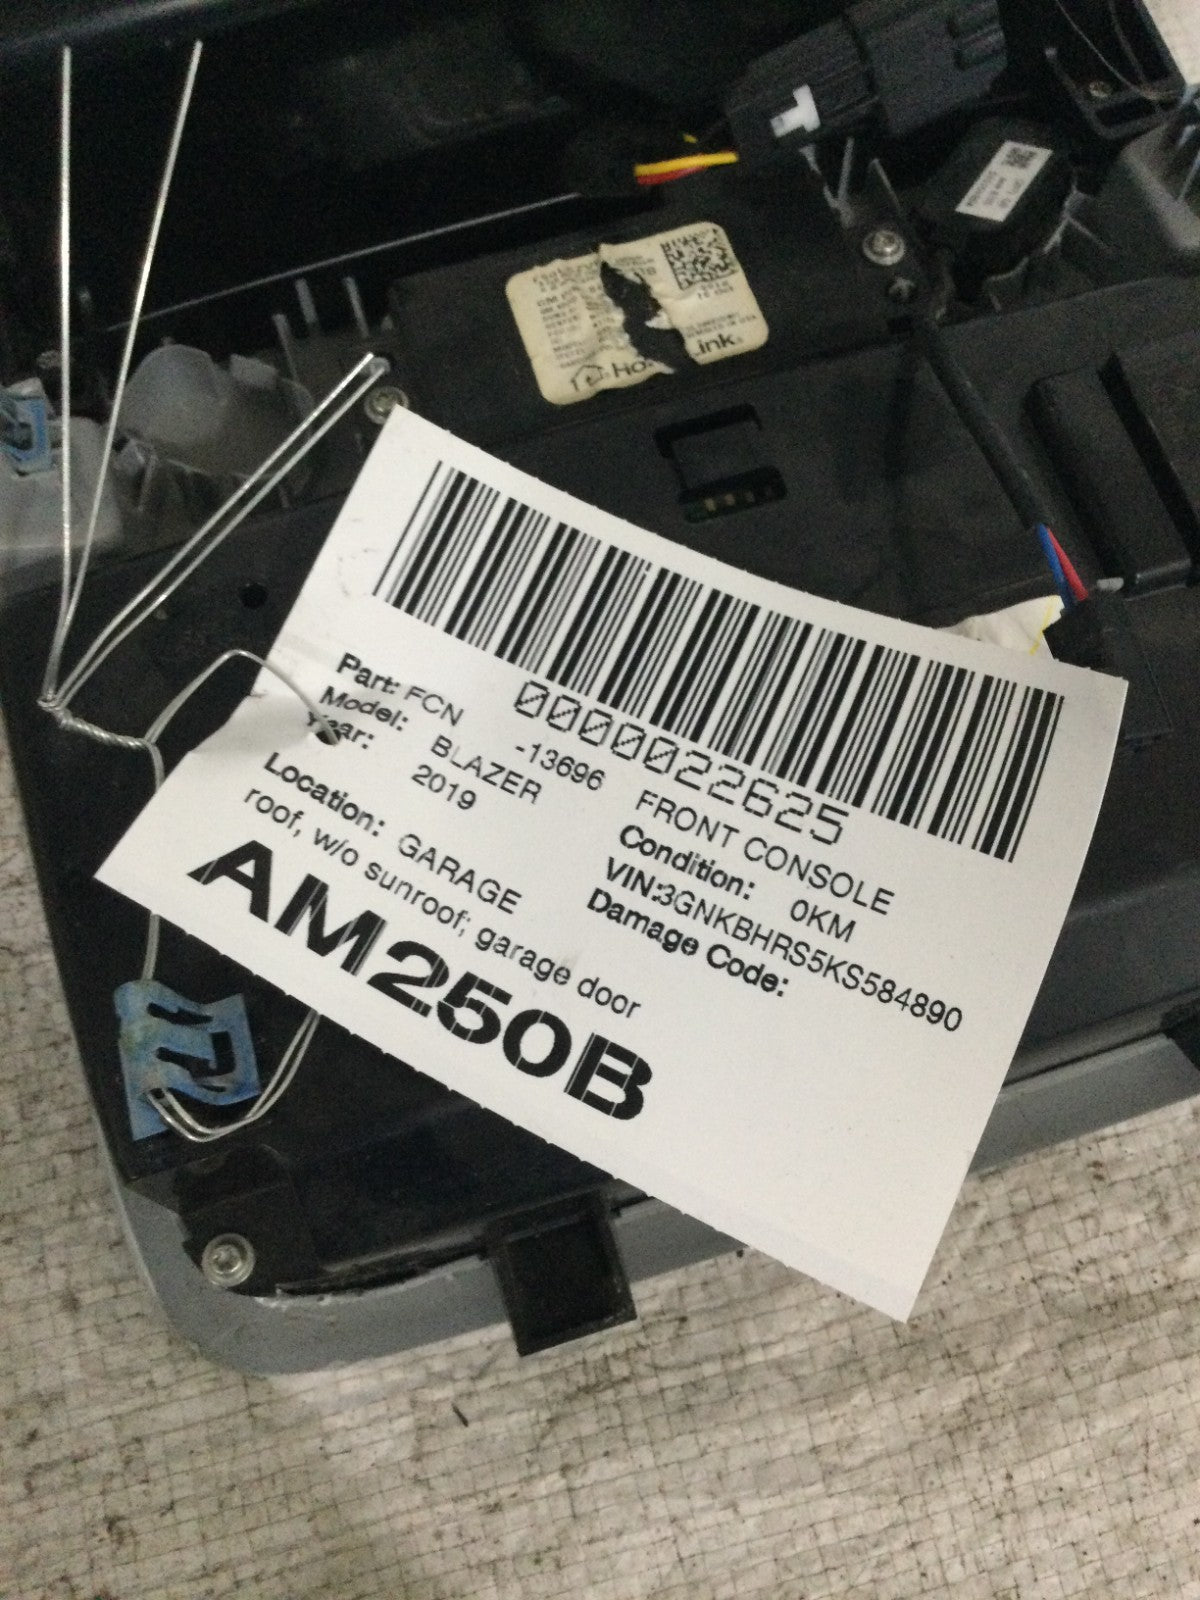 HomeLink
0000022625
Part: FCN -13696 FRONT CONSOLE
Model: BLAZER Condition: 0KM
Year: 2019 VIN:3GNKBHRS5KS584890
Damage Code:
Location: GARAGE
roof, w/o sunroof; garage door
AM250B